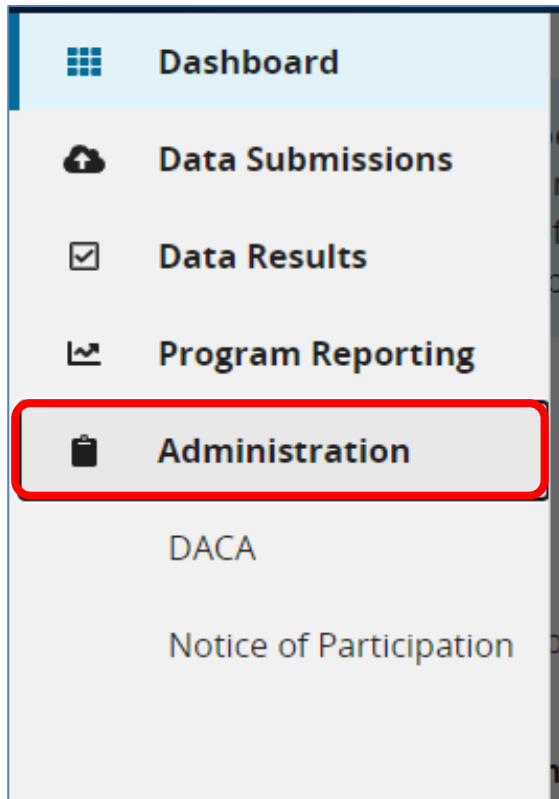 Dashboard
Data Submissions
Data Results
Program Reporting
Administration
DACA
Notice of Participation